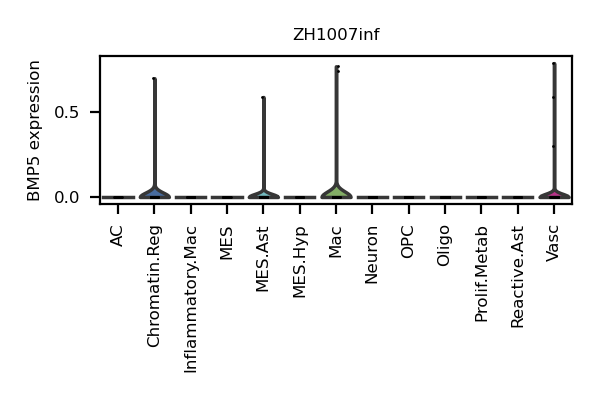 ZH1007inf
BMP5 expression
0.5
0.0
AC
Chromatin.Reg
Inflammatory.Mac
MES
MES.Ast
MES.Hyp
Mac
Neuron
OPC
Oligo
Prolif.Metab
Reactive.Ast
Vasc